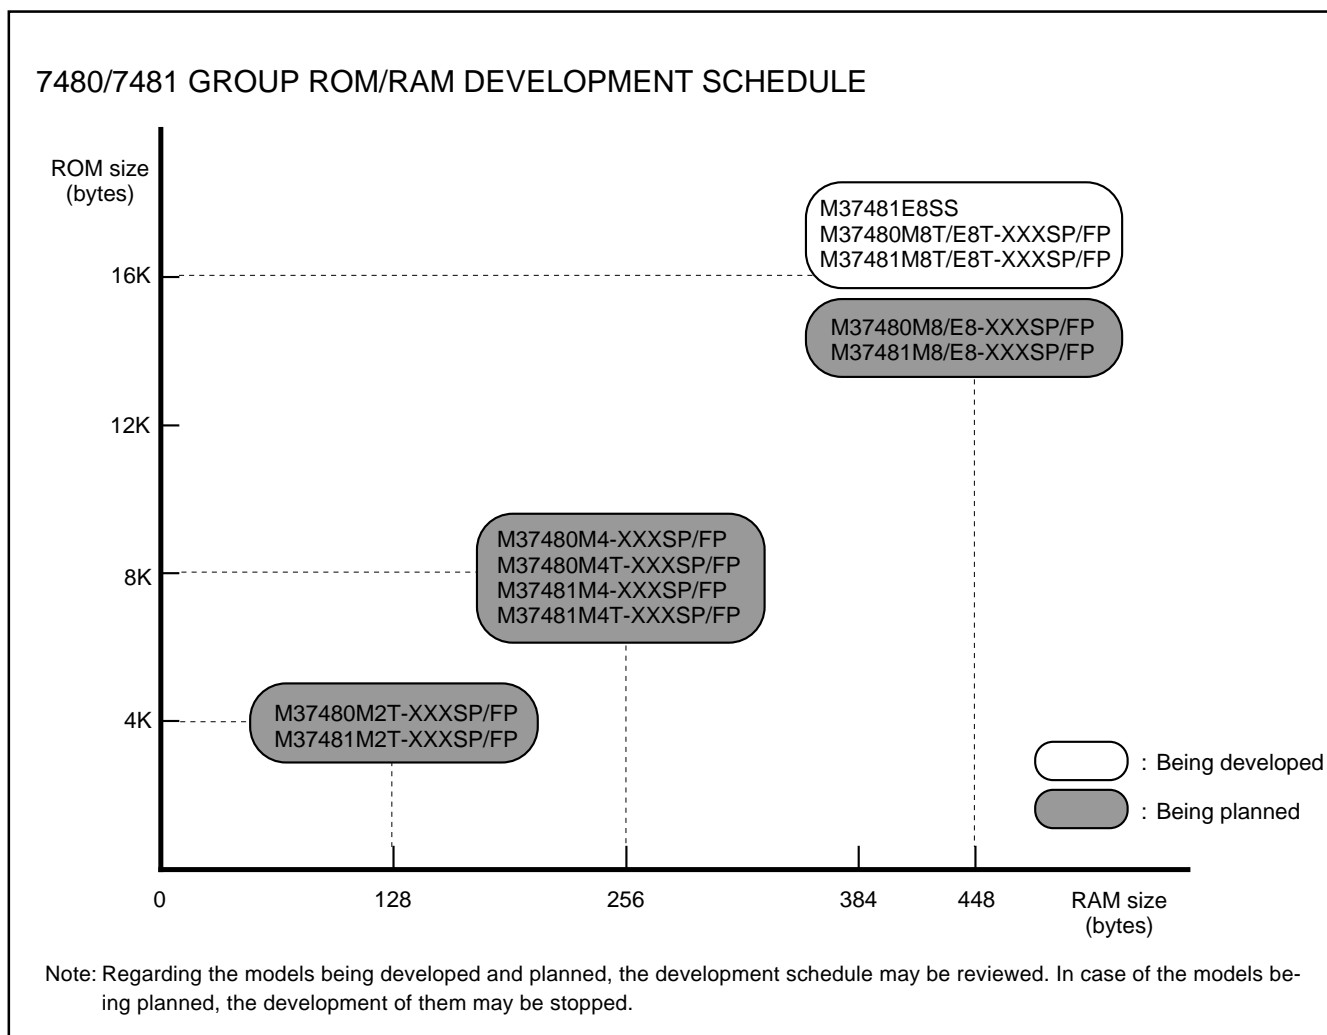 7480/7481 GROUP ROM/RAM DEVELOPMENT SCHEDULE
ROM size
(bytes)
M37481E8SS
M37480M8T/E8T-XXXSP/FP
M37481M8T/E8T-XXXSP/FP
16K
M37480M8/E8-XXXSP/FP
M37481M8/E8-XXXSP/FP
12K
M37480M4-XXXSP/FP
M37480M4T-XXXSP/FP
M37481M4-XXXSP/FP
M37481M4T-XXXSP/FP
8K
M37480M2T-XXXSP/FP
M37481M2T-XXXSP/FP
4K
: Being developed
: Being planned
0 128 256 384 448 RAM size
(bytes)
Note: Regarding the models being developed and planned, the development schedule may be reviewed. In case of the models be-
ing planned, the development of them may be stopped.